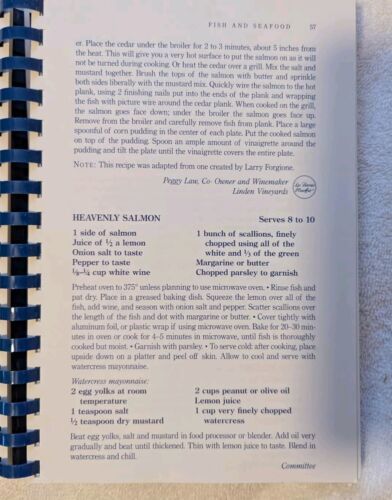 FISH AND SEAFOOD 57
er. Place the cedar under the broiler for 2 to 3 minutes, about 5 inches from
the heat. This will give you a very hot surface to put the salmon on as it will
not be turned during cooking. Or heat the cedar over a grill. Mix the salt and
mustard together. Brush the tops of the salmon with butter and sprinkle
both sides liberally with the mustard mix. Quickly wire the salmon to the hot
plank, using 2 finishing nails put into the ends of the plank and wrapping
the fish with picture wire around the cedar plank. When cooked on the grill,
the salmon goes face down; under the broiler the salmon goes face up.
Remove from the broiler and carefully remove fish from plank. Place a large
spoonful of corn pudding in the center of each plate. Put the cooked salmon
on top of the pudding. Spoon an ample amount of vinaigrette around the
pudding and tilt the plate until the vinaigrette covers the entire plate.
NOTE: This recipe was adapted from one created by Larry Forgione.
Peggy Law, Co-Owner and Winemaker
Linden Vineyards
HEAVENLY SALMON Serves 8 to 10
1 side of salmon
Juice of ½ a lemon
Onion salt to taste
Pepper to taste
⅛–¼ cup white wine
1 bunch of scallions, finely
chopped using all of the
white and ⅓ of the green
Margarine or butter
Chopped parsley to garnish
Preheat oven to 375° unless planning to use microwave oven. • Rinse fish and
pat dry. Place in a greased baking dish. Squeeze the lemon over all of the
fish, add wine, and season with onion salt and pepper. Scatter scallions over
the length of the fish and dot with margarine or butter. • Cover tightly with
aluminum foil, or plastic wrap if using microwave oven. Bake for 20–30 min-
utes in oven or cook for 4–5 minutes in microwave, until fish is thoroughly
cooked but moist. • Garnish with parsley. • To serve cold: after cooking, place
upside down on a platter and peel off skin. Allow to cool and serve with
watercress mayonnaise.
Watercress mayonnaise:
2 egg yolks at room
temperature
1 teaspoon salt
½ teaspoon dry mustard
2 cups peanut or olive oil
Lemon juice
1 cup very finely chopped
watercress
Beat egg yolks, salt and mustard in food processor or blender. Add oil very
gradually and beat until thickened. Thin with lemon juice to taste. Blend in
watercress and chill.
Committee